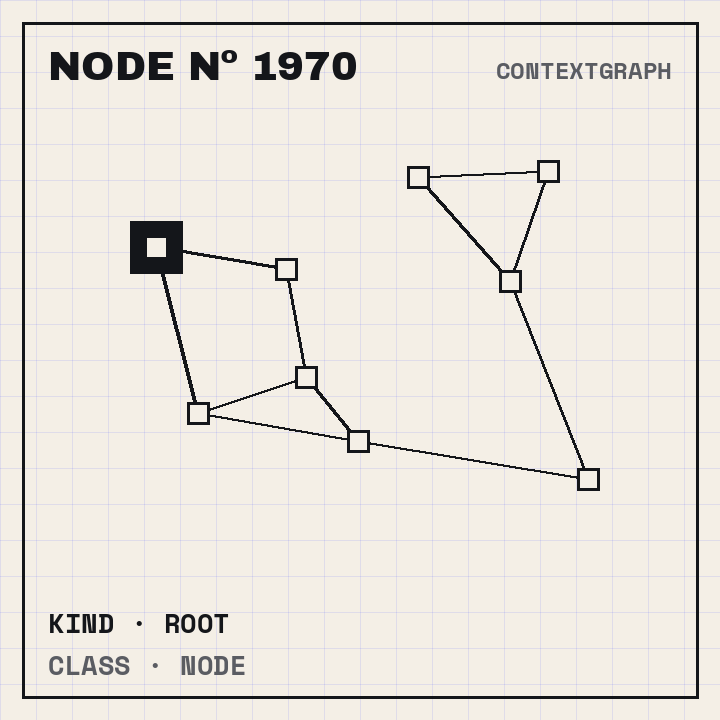 NODE Nº 1970
CONTEXTGRAPH
KIND · ROOT
CLASS · NODE